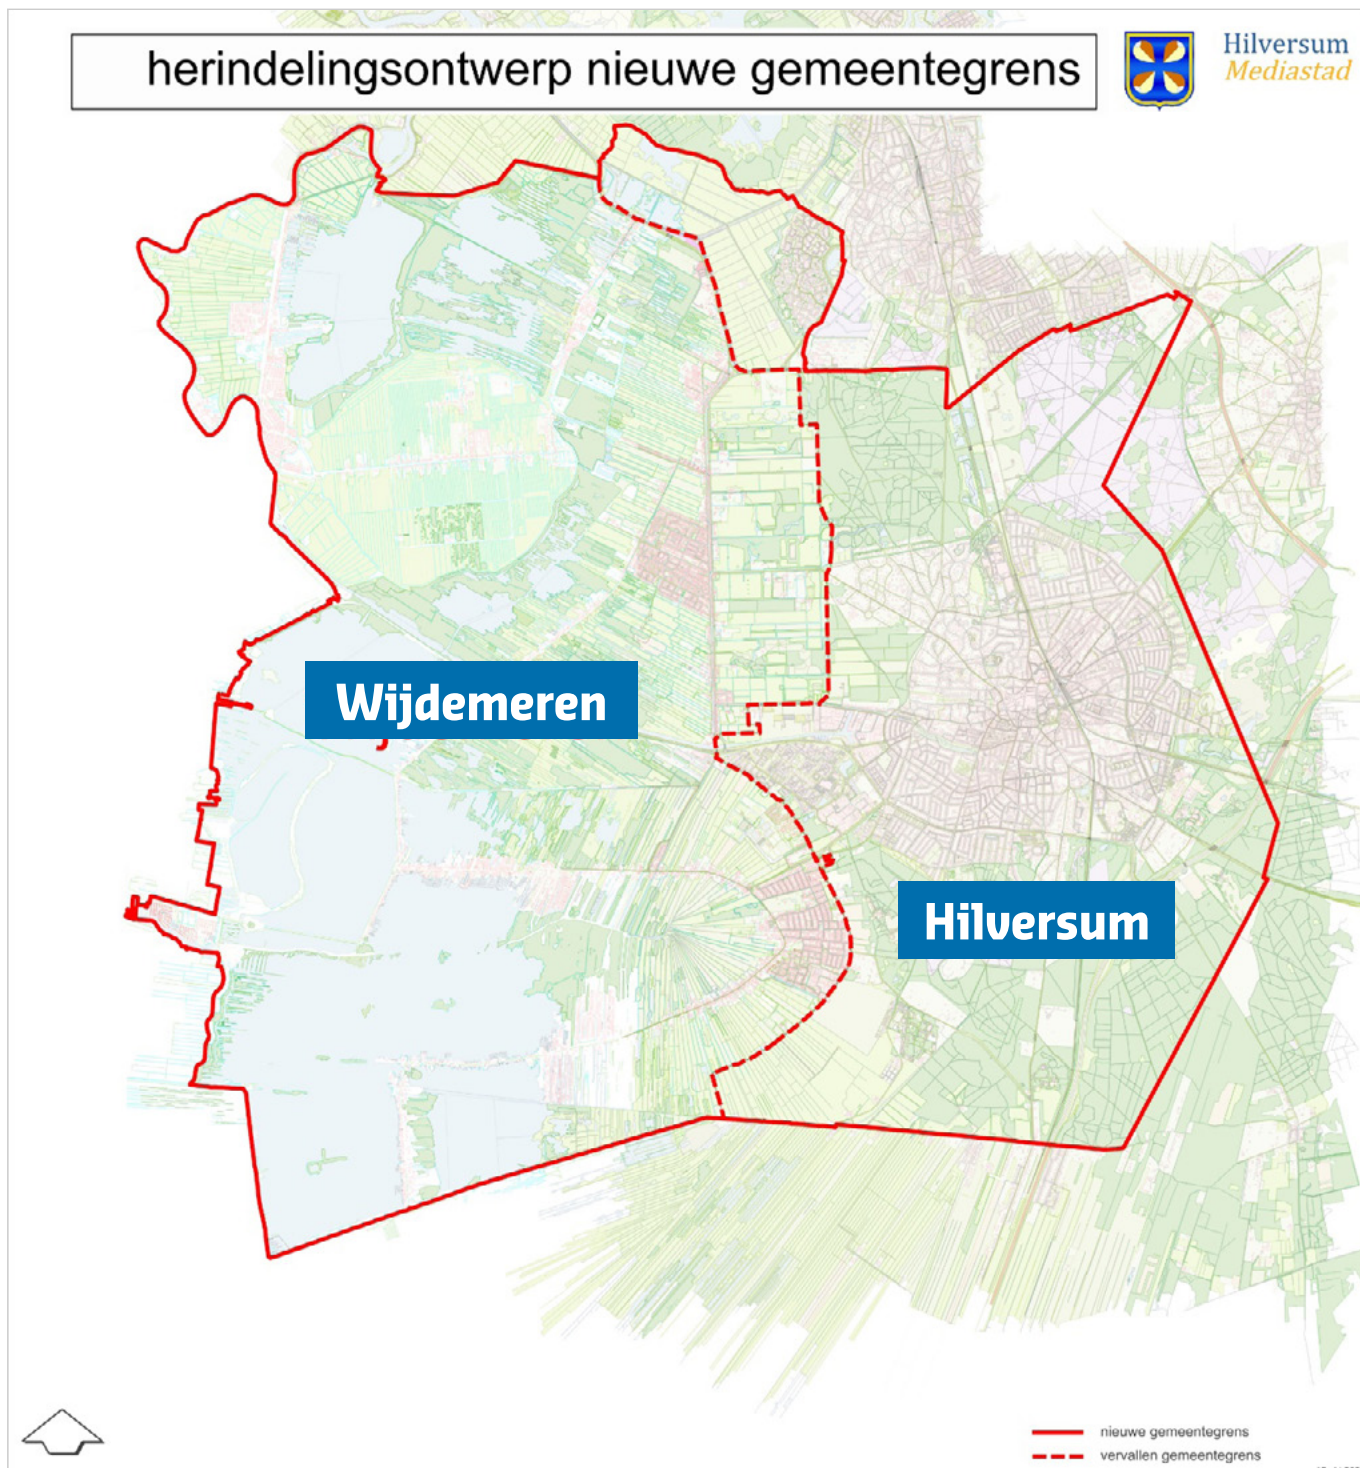 herindelingsontwerp nieuwe gemeentegrens
Hilversum
Mediastad
Wijdemeren
Hilversum
nieuwe gemeentegrens
vervallen gemeentegrens